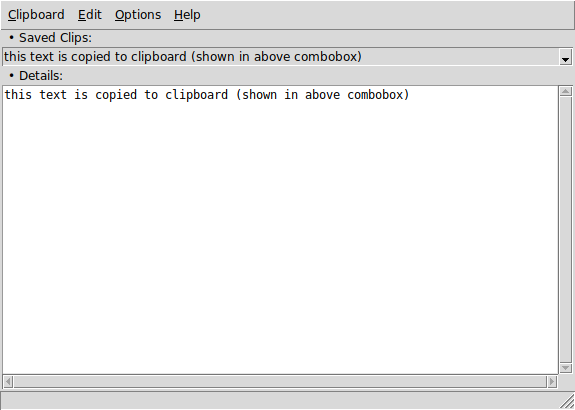 Clipboard Edit Options Help
• Saved Clips:
this text is copied to clipboard (shown in above combobox)
• Details:
this text is copied to clipboard (shown in above combobox)